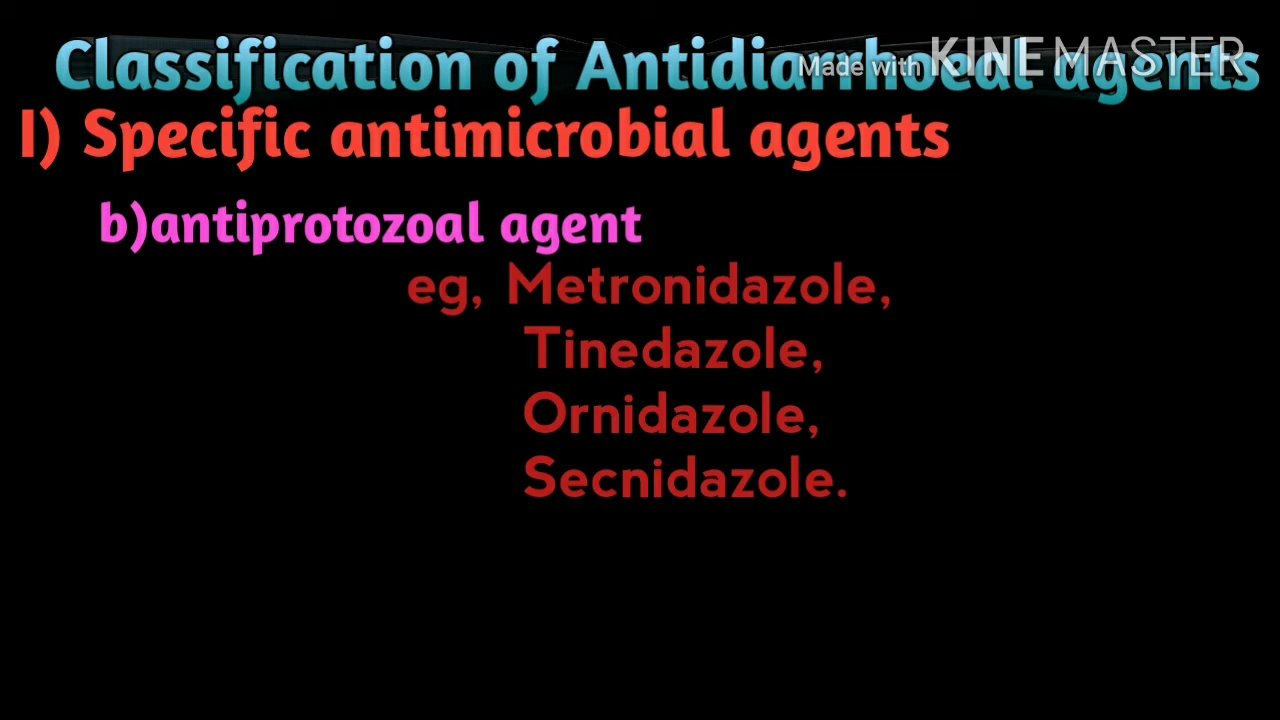 Classification of Antidiarrhoeal agents
Made with KINEMASTER
I) Specific antimicrobial agents
b)antiprotozoal agent
eg, Metronidazole,
Tinedazole,
Ornidazole,
Secnidazole.